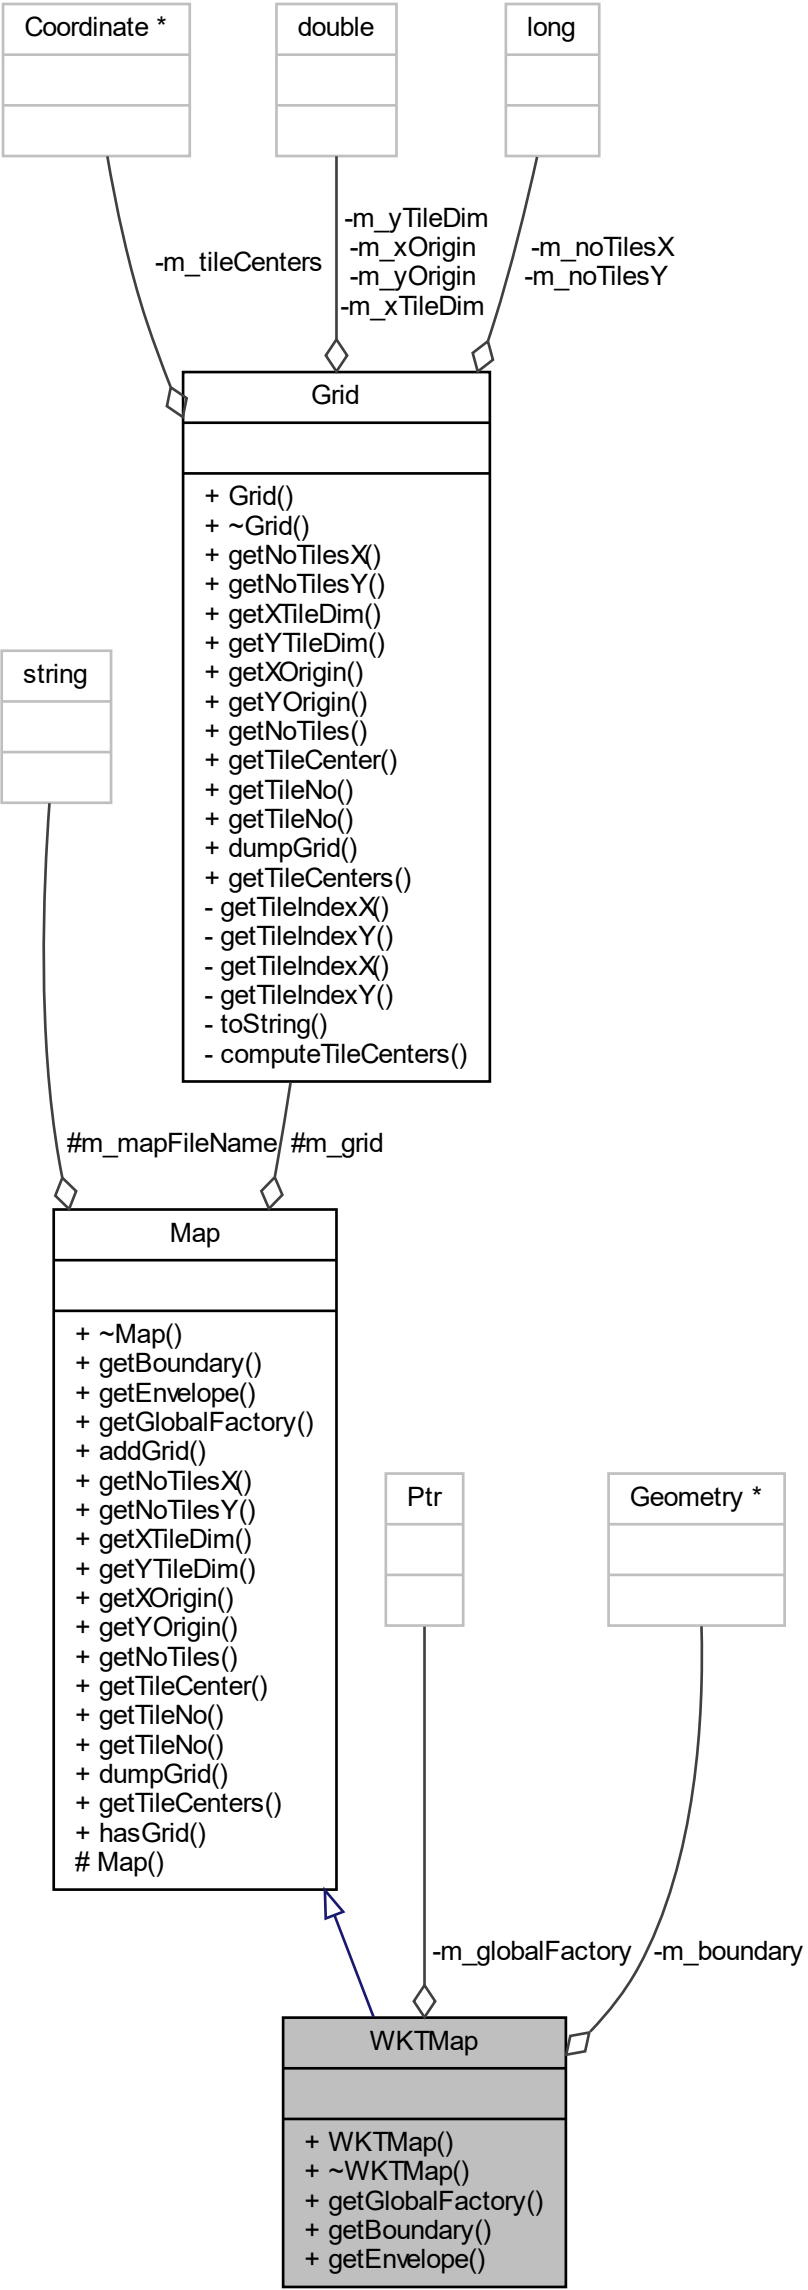 Coordinate *
double
long
-m_tileCenters
-m_yTileDim
-m_xOrigin
-m_yOrigin
-m_xTileDim
-m_noTilesX
-m_noTilesY
Grid
+ Grid()
+ ~Grid()
+ getNoTilesX()
+ getNoTilesY()
+ getXTileDim()
+ getYTileDim()
+ getXOrigin()
+ getYOrigin()
+ getNoTiles()
+ getTileCenter()
+ getTileNo()
+ getTileNo()
+ dumpGrid()
+ getTileCenters()
- getTileIndexX()
- getTileIndexY()
- getTileIndexX()
- getTileIndexY()
- toString()
- computeTileCenters()
string
#m_mapFileName
#m_grid
Map
+ ~Map()
+ getBoundary()
+ getEnvelope()
+ getGlobalFactory()
+ addGrid()
+ getNoTilesX()
+ getNoTilesY()
+ getXTileDim()
+ getYTileDim()
+ getXOrigin()
+ getYOrigin()
+ getNoTiles()
+ getTileCenter()
+ getTileNo()
+ getTileNo()
+ dumpGrid()
+ getTileCenters()
+ hasGrid()
# Map()
Ptr
Geometry *
-m_globalFactory
-m_boundary
WKTMap
+ WKTMap()
+ ~WKTMap()
+ getGlobalFactory()
+ getBoundary()
+ getEnvelope()